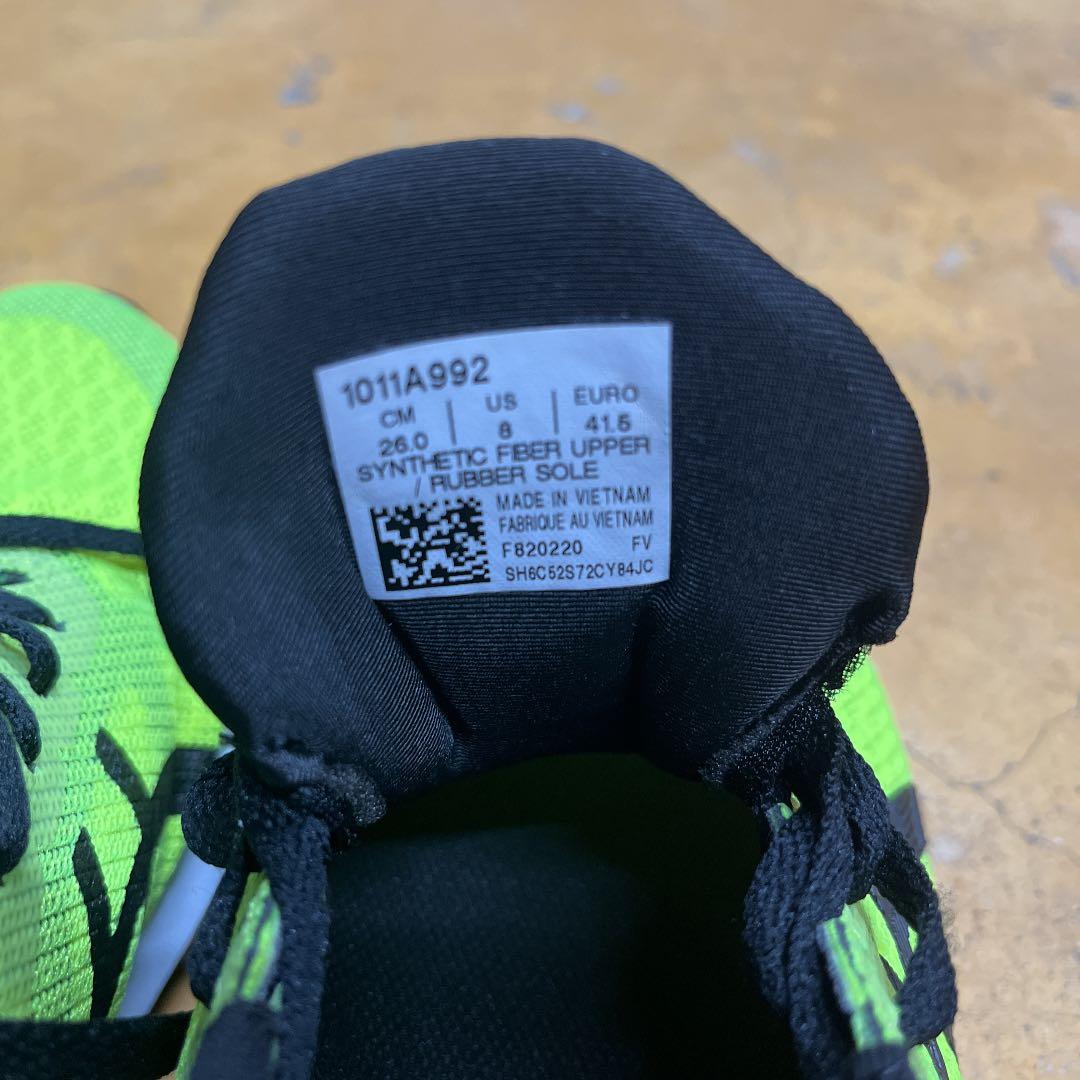 1011A992
CM | US | EURO
26.0 | 8 | 41.5
SYNTHETIC FIBER UPPER
/ RUBBER SOLE
MADE IN VIETNAM
FABRIQUE AU VIETNAM
F820220 FV
SH6C52S72CY84JC